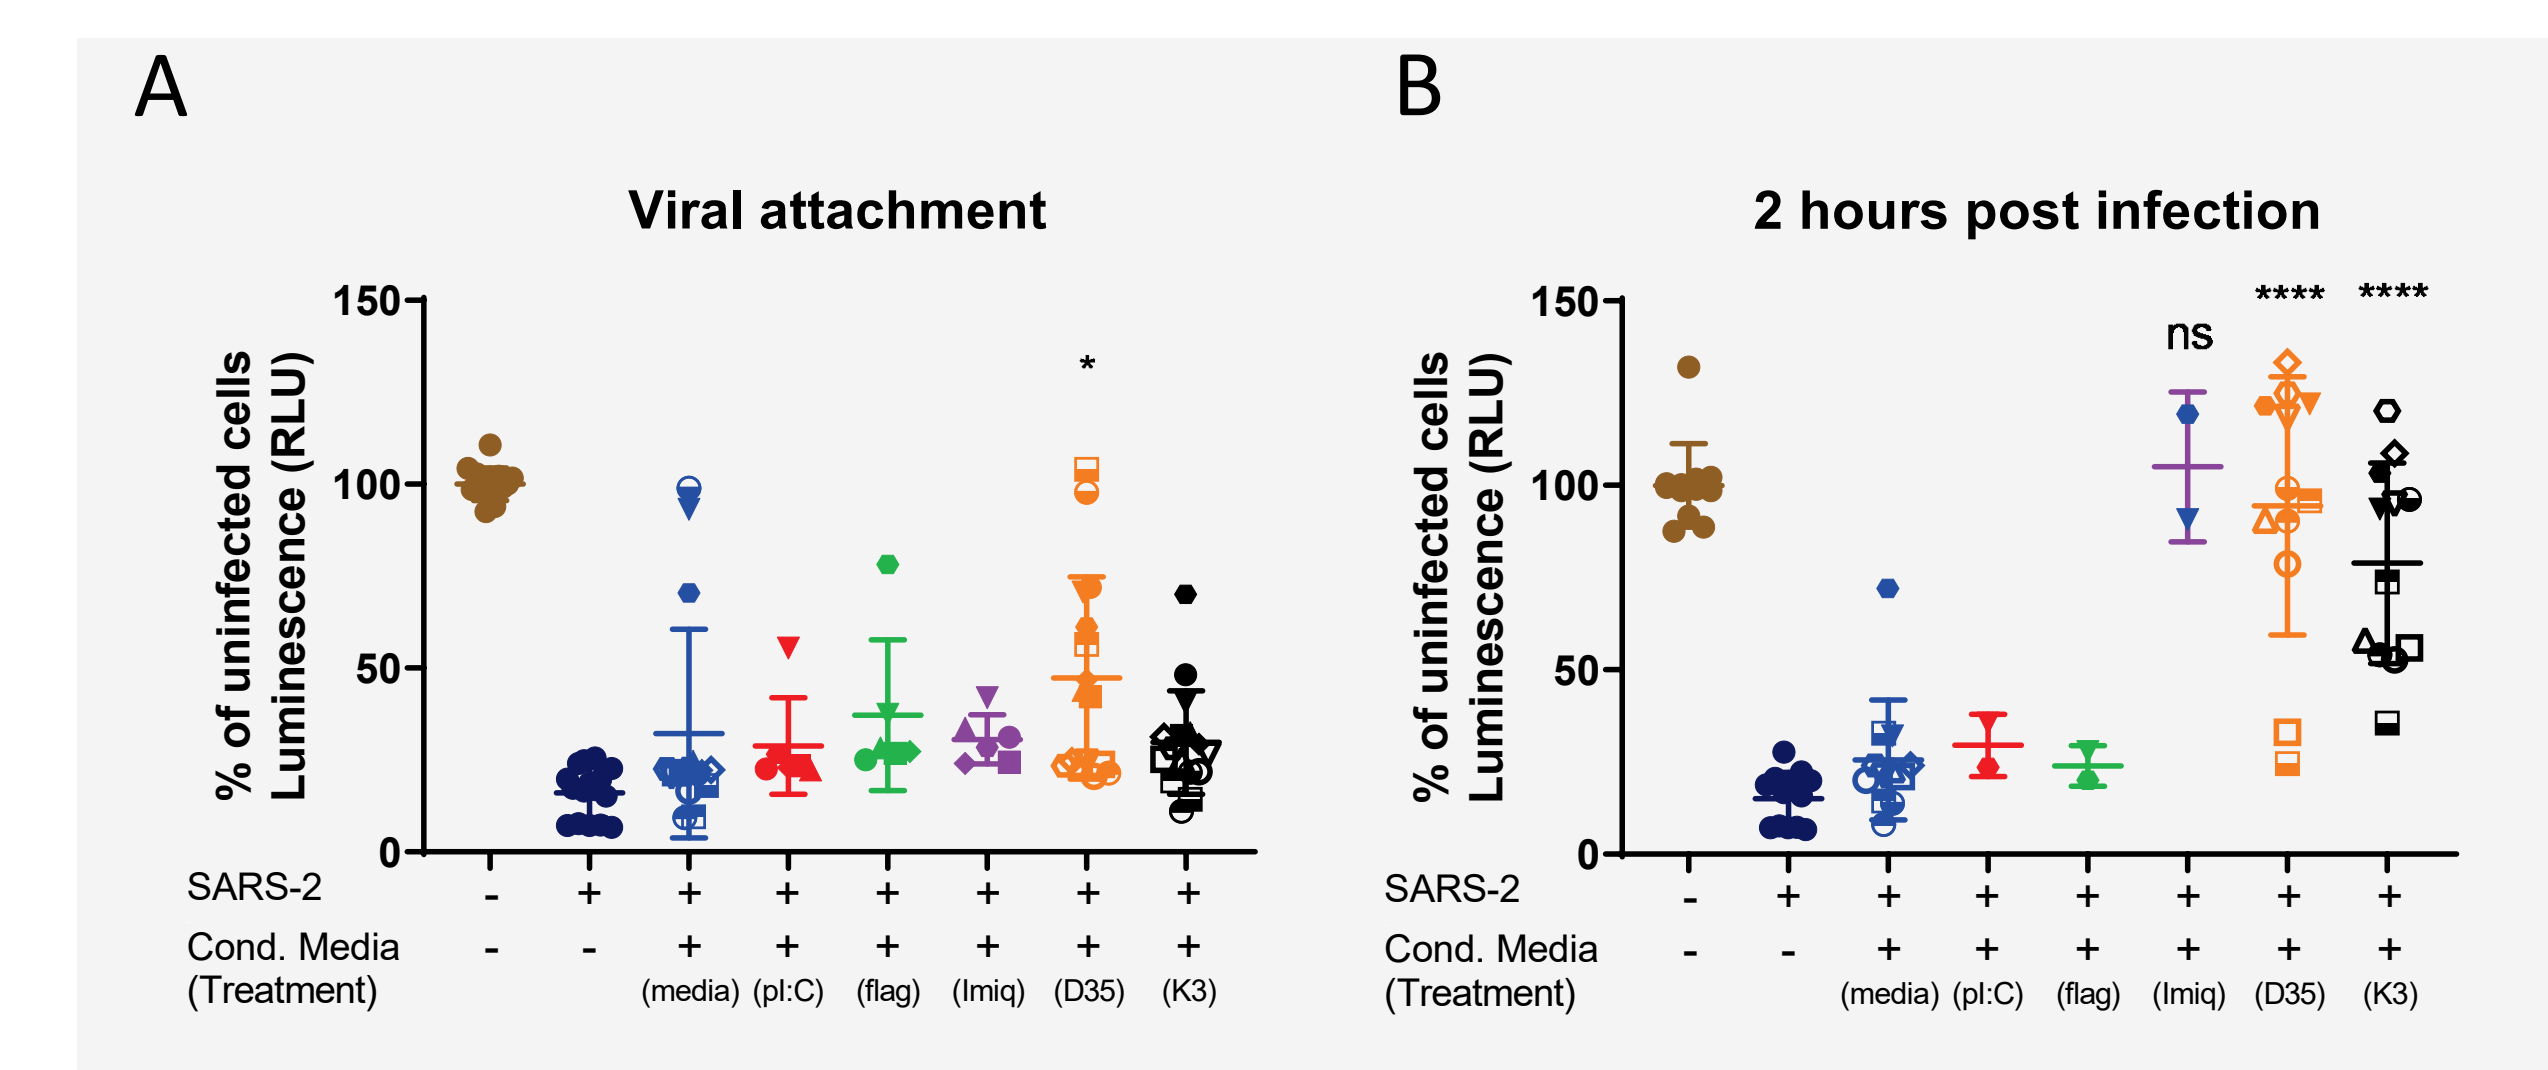 A
Viral attachment
% of uninfected cells
Luminescence (RLU)
150
100
50
0
*
SARS-2 - + + + + + + +
Cond. Media - - + + + + + +
(Treatment) (media) (pI:C) (flag) (Imiq) (D35) (K3)
B
2 hours post infection
% of uninfected cells
Luminescence (RLU)
150
100
50
0
ns **** ****
SARS-2 - + + + + + + +
Cond. Media - - + + + + + +
(Treatment) (media) (pI:C) (flag) (Imiq) (D35) (K3)